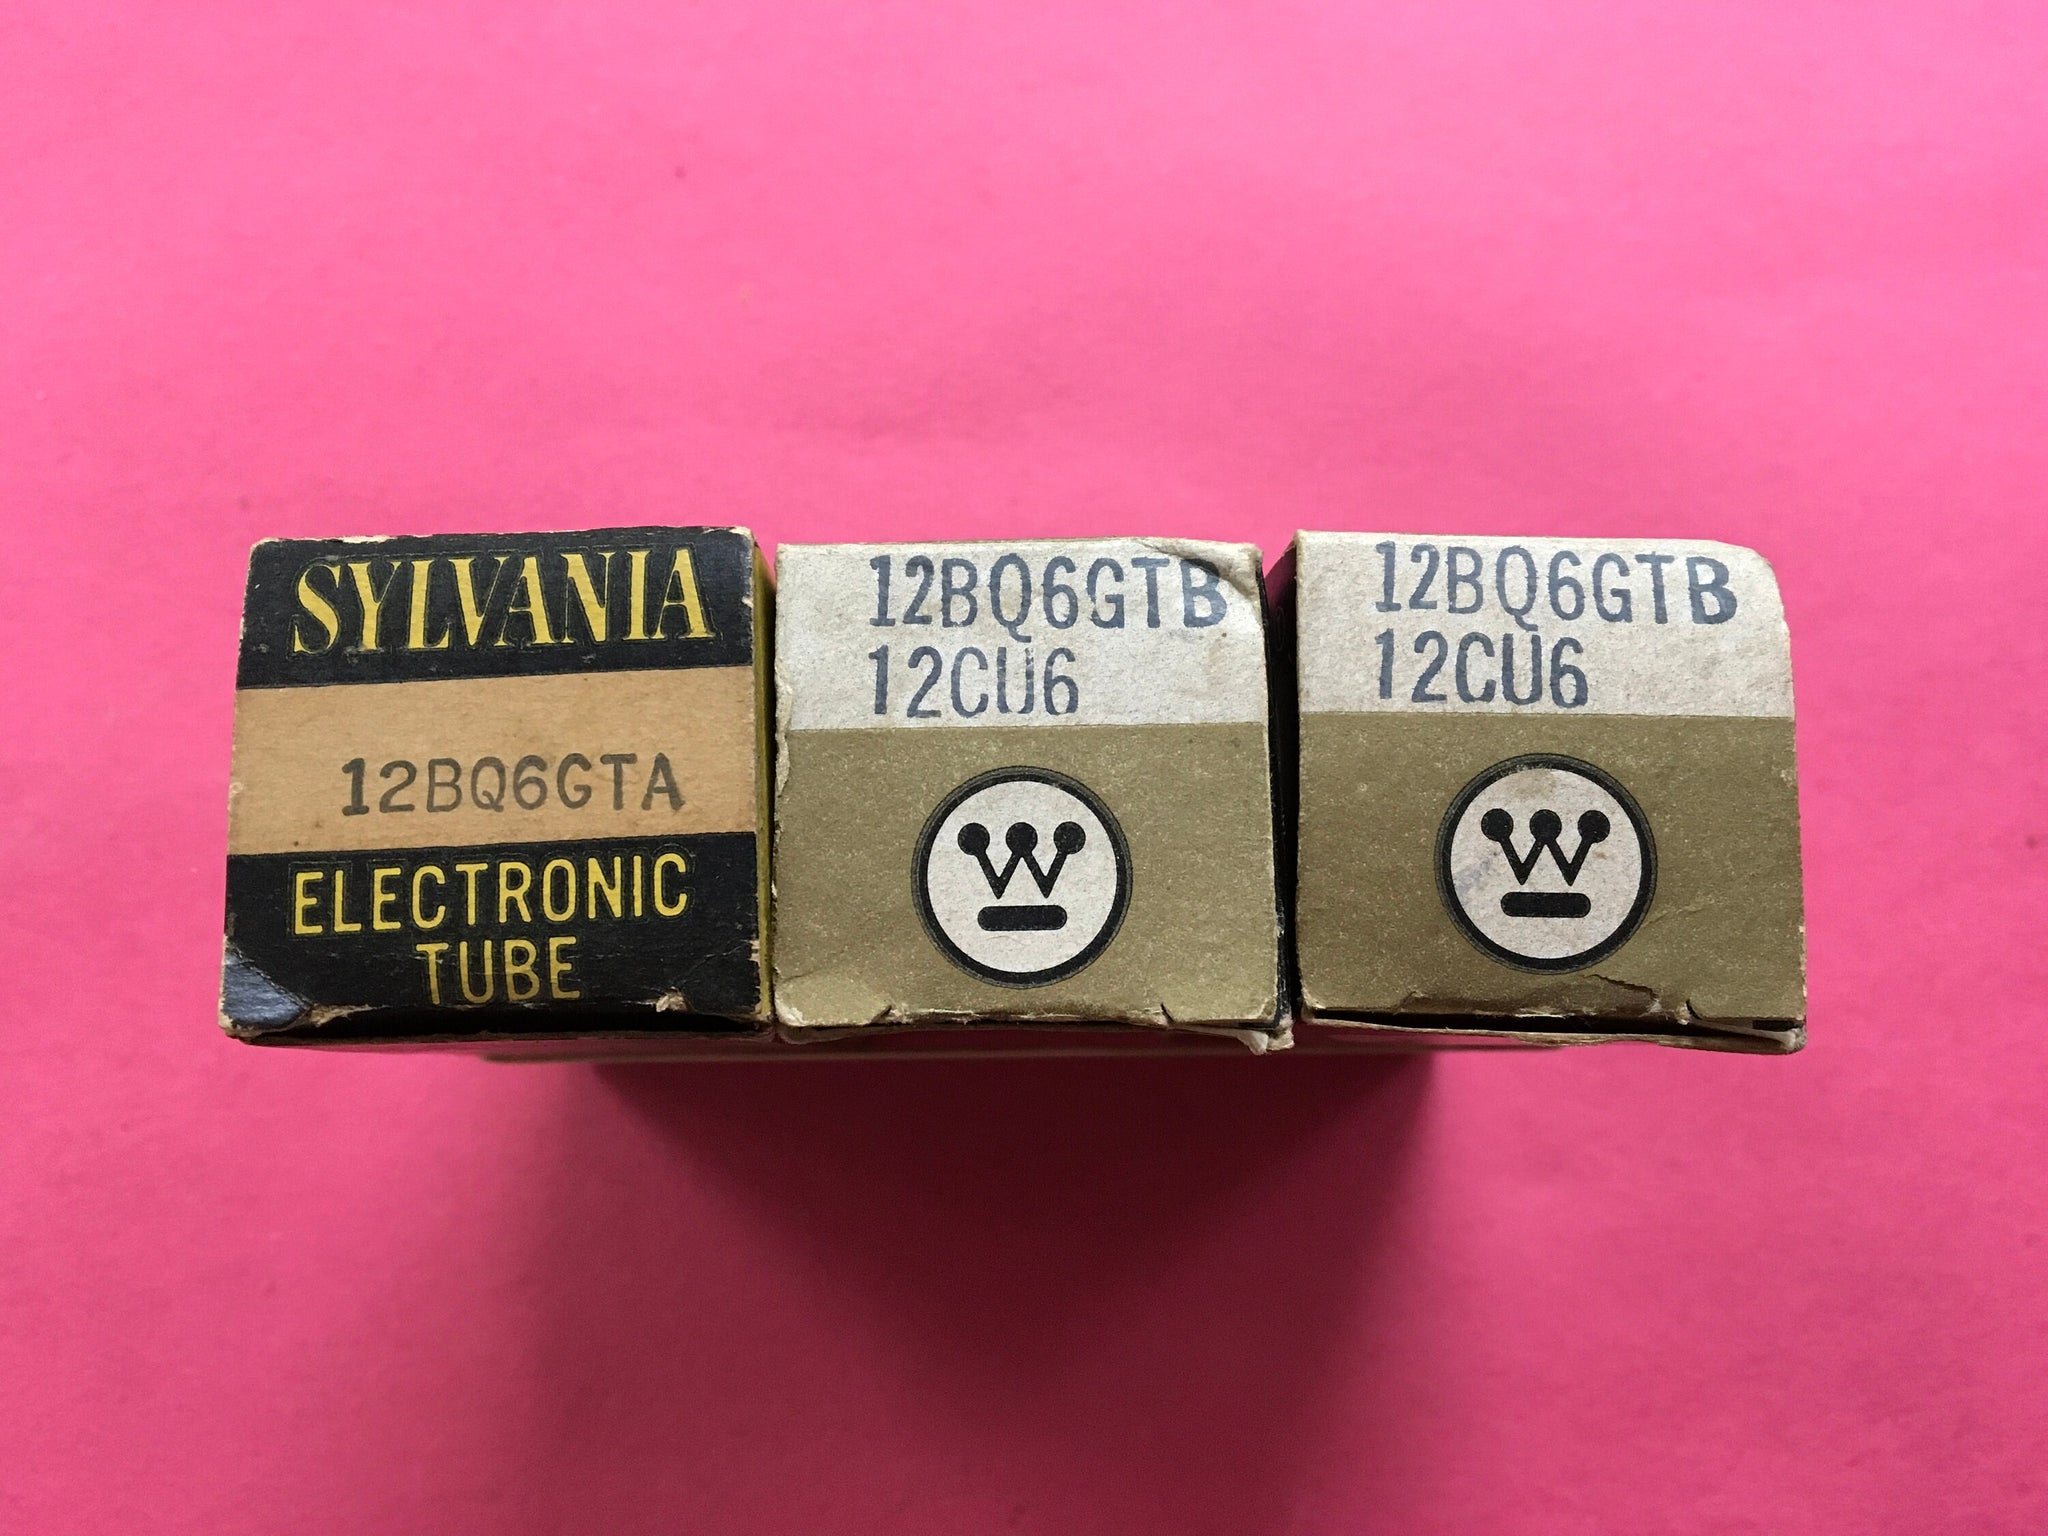 SYLVANIA
12BQ6GTA
ELECTRONIC
TUBE
12BQ6GTB
12CU6
W
12BQ6GTB
12CU6
W